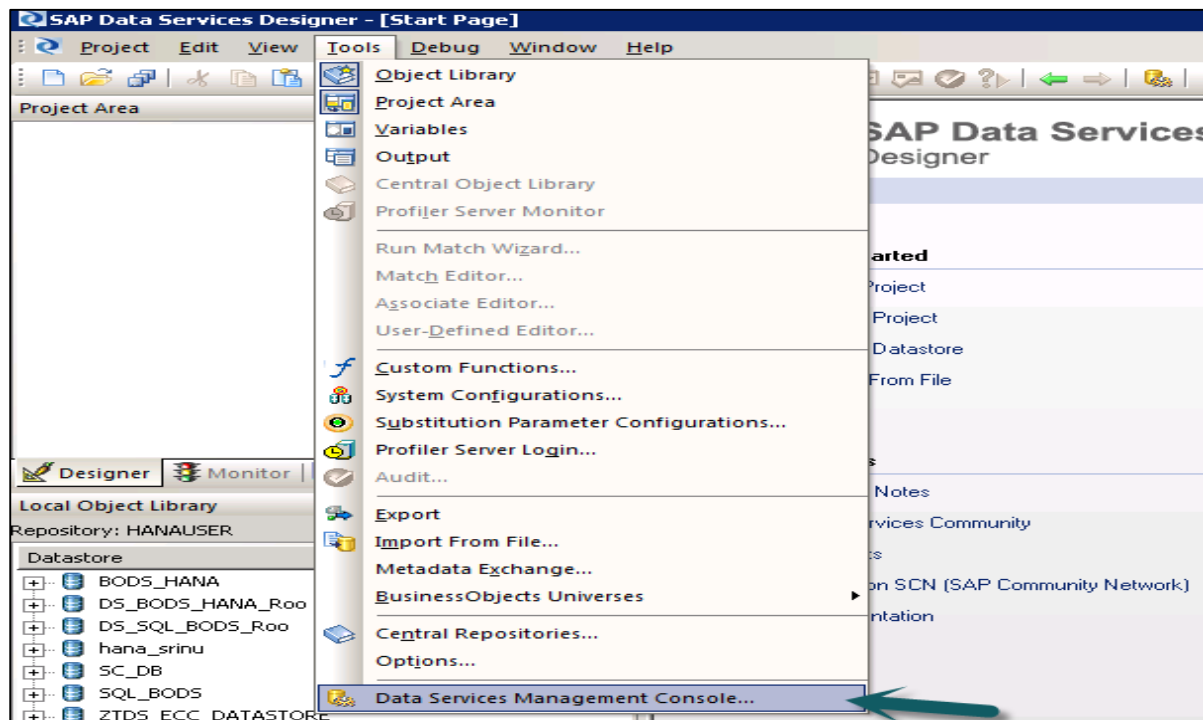 SAP Data Services Designer - [Start Page]
Project Edit View Tools Debug Window Help
Project Area
Object Library
Project Area
Variables
Output
Central Object Library
Profiler Server Monitor
Run Match Wizard...
Match Editor...
Associate Editor...
User-Defined Editor...
Custom Functions...
System Configurations...
Substitution Parameter Configurations...
Profiler Server Login...
Audit...
Export
Import From File...
Metadata Exchange...
BusinessObjects Universes
Central Repositories...
Options...
Data Services Management Console...
SAP Data Services
Designer
arted
Project
Project
Datastore
From File
s
Notes
rvices Community
ts
on SCN (SAP Community Network)
ntation
Designer Monitor
Local Object Library
Repository: HANAUSER
Datastore
BODS_HANA
DS_BODS_HANA_Roo
DS_SQL_BODS_Roo
hana_srinu
SC_DB
SQL_BODS
ZTDS_ECC_DATASTORE